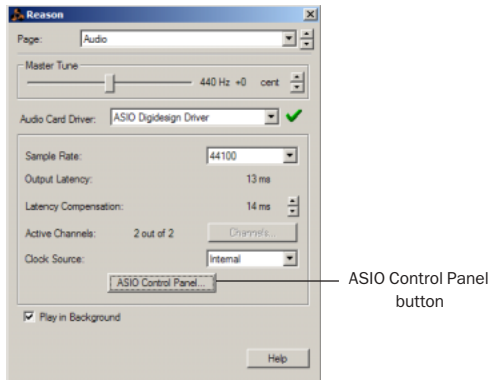 Reason
Page: Audio
Master Tune
440 Hz +0 cent
Audio Card Driver: ASIO Digidesign Driver
Sample Rate: 44100
Output Latency: 13 ms
Latency Compensation: 14 ms
Active Channels: 2 out of 2 Channels...
Clock Source: Internal
ASIO Control Panel...
ASIO Control Panel
button
Play in Background
Help